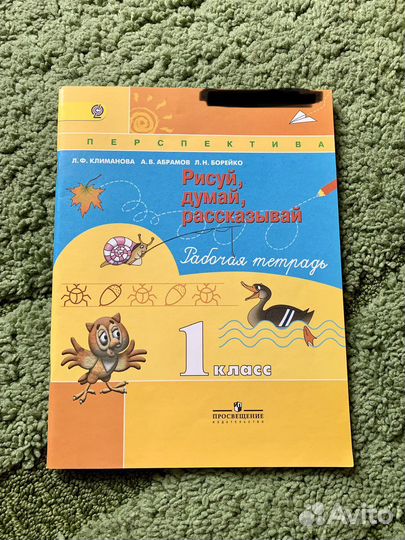 ПЕРСПЕКТИВА
Л.Ф. КЛИМАНОВА А.В. АБРАМОВ Л.Н. БОРЕЙКО
Рисуй,
думай,
рассказывай
Рабочая тетрадь
1 класс
ПРОСВЕЩЕНИЕ
ИЗДАТЕЛЬСТВО
Avito